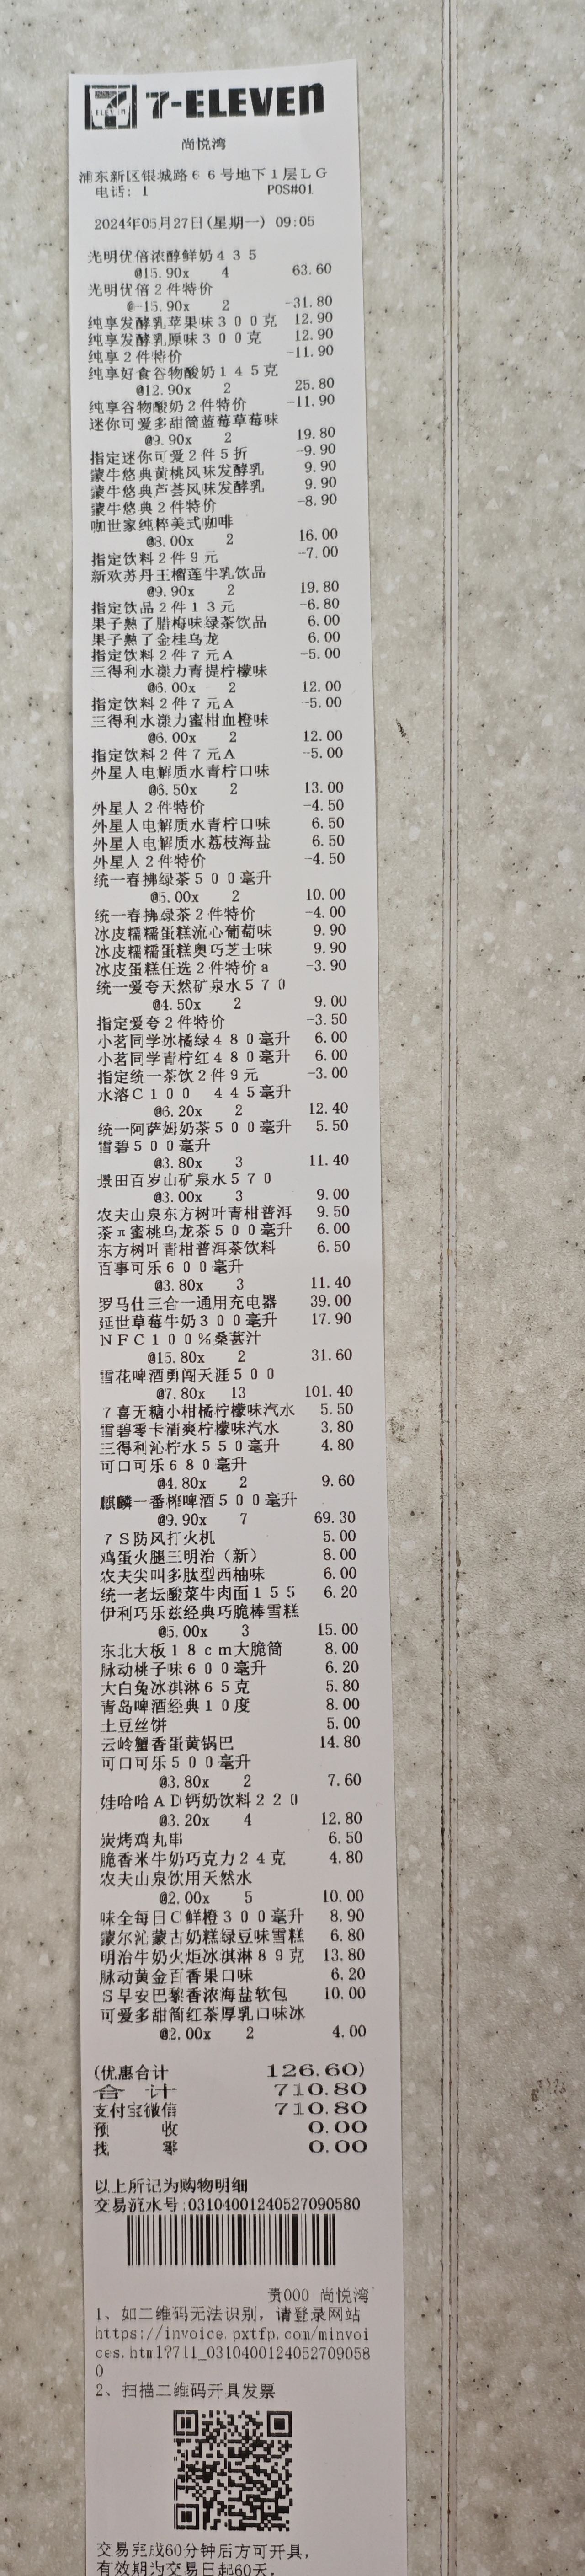 7-ELEVEN
尚悦湾
浦东新区银城路66号地下1层LG
电话: 1 POS#01
2024年05月27日(星期一) 09:05
光明优倍浓醇鲜奶435
@15.90x 4 63.60
光明优倍2件特价
@-15.90x 2 -31.80
纯享发酵乳苹果味300克 12.90
纯享发酵乳原味300克 12.90
纯享2件特价 -11.90
纯享好食谷物酸奶145克
@12.90x 2 25.80
纯享谷物酸奶2件特价 -11.90
迷你可爱多甜筒蓝莓草莓味
@9.90x 2 19.80
指定迷你可爱2件5折 -9.90
蒙牛悠典黄桃风味发酵乳 9.90
蒙牛悠典芦荟风味发酵乳 9.90
蒙牛悠典2件特价 -8.90
咖世家纯粹美式咖啡
@8.00x 2 16.00
指定饮料2件9元 -7.00
新欢苏丹王榴莲牛乳饮品
@9.90x 2 19.80
指定饮品2件13元 -6.80
果子熟了腊梅味绿茶饮品 6.00
果子熟了金桂乌龙 6.00
指定饮料2件7元A -5.00
三得利水漾力青提柠檬味
@6.00x 2 12.00
指定饮料2件7元A -5.00
三得利水漾力蜜柑血橙味
@6.00x 2 12.00
指定饮料2件7元A -5.00
外星人电解质水青柠口味
@6.50x 2 13.00
外星人2件特价 -4.50
外星人电解质水青柠口味 6.50
外星人电解质水荔枝海盐 6.50
外星人2件特价 -4.50
统一春拂绿茶500毫升
@5.00x 2 10.00
统一春拂绿茶2件特价 -4.00
冰皮糯糯蛋糕流心葡萄味 9.90
冰皮糯糯蛋糕奥巧芝士味 9.90
冰皮蛋糕任选2件特价a -3.90
统一爱夸天然矿泉水570
@4.50x 2 9.00
指定爱夸2件特价 -3.50
小茗同学冰橘绿480毫升 6.00
小茗同学青柠红480毫升 6.00
指定统一茶饮2件9元 -3.00
水溶C100 445毫升
@6.20x 2 12.40
统一阿萨姆奶茶500毫升 5.50
雪碧500毫升
@3.80x 3 11.40
景田百岁山矿泉水570
@3.00x 3 9.00
农夫山泉东方树叶青柑普洱 9.50
茶π蜜桃乌龙茶500毫升 6.00
东方树叶青柑普洱茶饮料 6.50
百事可乐600毫升
@3.80x 3 11.40
罗马仕三合一通用充电器 39.00
延世草莓牛奶300毫升 17.90
NFC100%桑葚汁
@15.80x 2 31.60
雪花啤酒勇闯天涯500
@7.80x 13 101.40
7喜无糖小柑橘柠檬味汽水 5.50
雪碧零卡清爽柠檬味汽水 3.80
三得利沁柠水550毫升 4.80
可口可乐680毫升
@4.80x 2 9.60
麒麟一番榨啤酒500毫升
@9.90x 7 69.30
7S防风打火机 5.00
鸡蛋火腿三明治（新） 8.00
农夫尖叫多肽型西柚味 6.00
统一老坛酸菜牛肉面155 6.20
伊利巧乐兹经典巧脆棒雪糕
@5.00x 3 15.00
东北大板18cm大脆筒 8.00
脉动桃子味600毫升 6.20
大白兔冰淇淋65克 5.80
青岛啤酒经典10度 8.00
土豆丝饼 5.00
云岭蟹香蛋黄锅巴 14.80
可口可乐500毫升
@3.80x 2 7.60
娃哈哈AD钙奶饮料220
@3.20x 4 12.80
炭烤鸡丸串 6.50
脆香米牛奶巧克力24克 4.80
农夫山泉饮用天然水
@2.00x 5 10.00
味全每日C鲜橙300毫升 8.90
蒙尔沁蒙古奶糕绿豆味雪糕 6.80
明治牛奶火炬冰淇淋89克 13.80
脉动黄金百香果口味 6.20
S早安巴黎香浓海盐软包 10.00
可爱多甜筒红茶厚乳口味冰
@2.00x 2 4.00
(优惠合计 126.60)
合 计 710.80
支付宝微信 710.80
预 收 0.00
找 零 0.00
以上所记为购物明细
交易流水号:03104001240527090580
责000 尚悦湾
1、如二维码无法识别，请登录网站
https://invoice.pxtfp.com/minvoi
ces.html?711_0310400124052709058
0
2、扫描二维码开具发票
交易完成60分钟后方可开具，
有效期为交易日起60天，